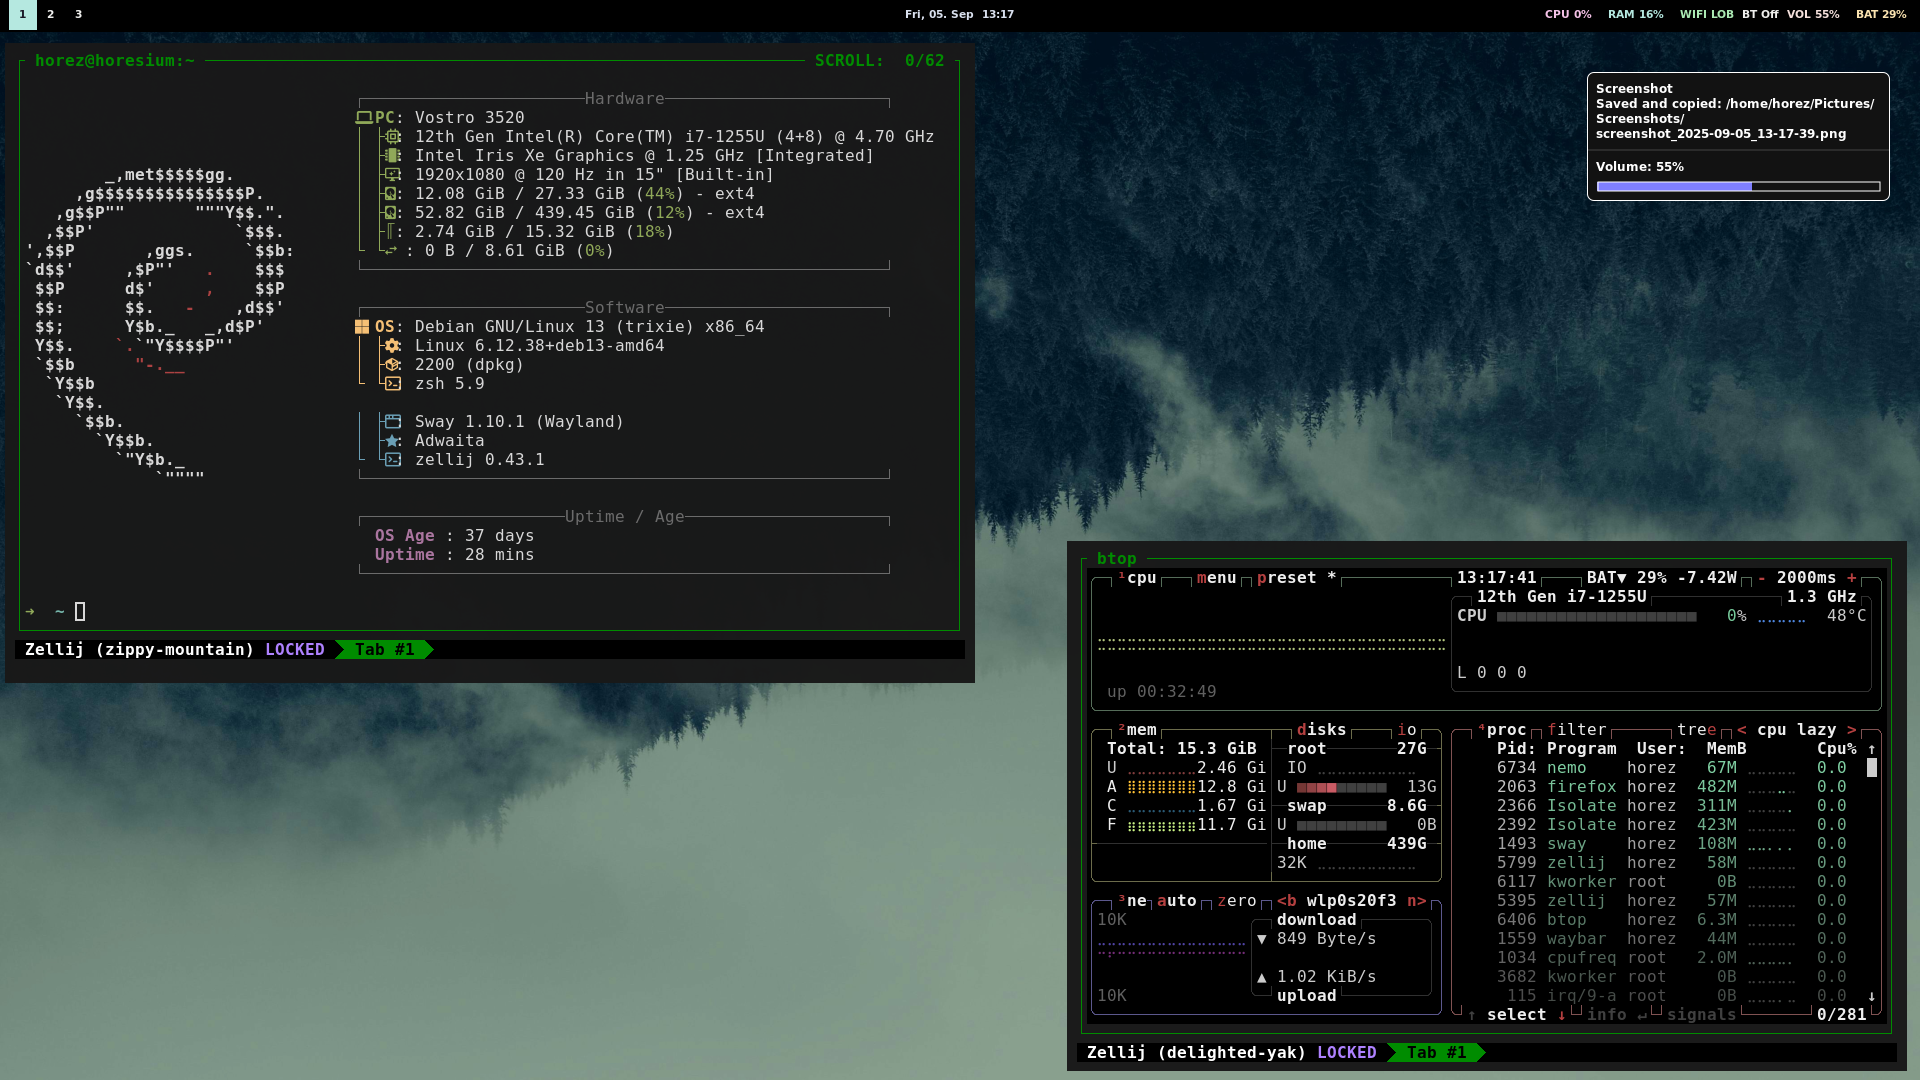 1 2 3
Fri, 05. Sep 13:17
CPU 0% RAM 16% WIFI LOB BT Off VOL 55% BAT 29%
horez@horesium:~ SCROLL: 0/62
Hardware
PC: Vostro 3520
: 12th Gen Intel(R) Core(TM) i7-1255U (4+8) @ 4.70 GHz
: Intel Iris Xe Graphics @ 1.25 GHz [Integrated]
: 1920x1080 @ 120 Hz in 15" [Built-in]
: 12.08 GiB / 27.33 GiB (44%) - ext4
: 52.82 GiB / 439.45 GiB (12%) - ext4
: 2.74 GiB / 15.32 GiB (18%)
: 0 B / 8.61 GiB (0%)
Software
OS: Debian GNU/Linux 13 (trixie) x86_64
: Linux 6.12.38+deb13-amd64
: 2200 (dpkg)
: zsh 5.9
: Sway 1.10.1 (Wayland)
: Adwaita
: zellij 0.43.1
Uptime / Age
OS Age : 37 days
Uptime : 28 mins
_,met$$$$$gg.
,g$$$$$$$$$$$$$$$P.
,g$$P"" """Y$$.".
,$$P' `$$$.
',$$P ,ggs. `$$b:
`d$$' ,$P"' . $$$
$$P d$' , $$P
$$: $$. - ,d$$'
$$; Y$b._ _,d$P'
Y$$. `.`"Y$$$$P"'
`$$b "-.__
`Y$$b
`Y$$.
`$$b.
`Y$$b.
`"Y$b._
`""""
➜ ~
Zellij (zippy-mountain) LOCKED Tab #1
Screenshot
Saved and copied: /home/horez/Pictures/
Screenshots/
screenshot_2025-09-05_13-17-39.png
Volume: 55%
btop
¹cpu menu preset * 13:17:41 BAT▼ 29% -7.42W - 2000ms +
12th Gen i7-1255U 1.3 GHz
CPU 0% 48°C
L 0 0 0
up 00:32:49
²mem disks io
Total: 15.3 GiB root 27G
U 2.46 Gi IO
A 12.8 Gi U 13G
C 1.67 Gi swap 8.6G
F 11.7 Gi U 0B
home 439G
32K
³ne auto zero <b wlp0s20f3 n>
10K download
▼ 849 Byte/s
▲ 1.02 KiB/s
10K upload
⁴proc filter tree < cpu lazy >
Pid: Program User: MemB Cpu% ↑
6734 nemo horez 67M 0.0
2063 firefox horez 482M 0.0
2366 Isolate horez 311M 0.0
2392 Isolate horez 423M 0.0
1493 sway horez 108M 0.0
5799 zellij horez 58M 0.0
6117 kworker root 0B 0.0
5395 zellij horez 57M 0.0
6406 btop horez 6.3M 0.0
1559 waybar horez 44M 0.0
1034 cpufreq root 2.0M 0.0
3682 kworker root 0B 0.0
115 irq/9-a root 0B 0.0 ↓
↑ select ↓ info ↵ signals 0/281
Zellij (delighted-yak) LOCKED Tab #1